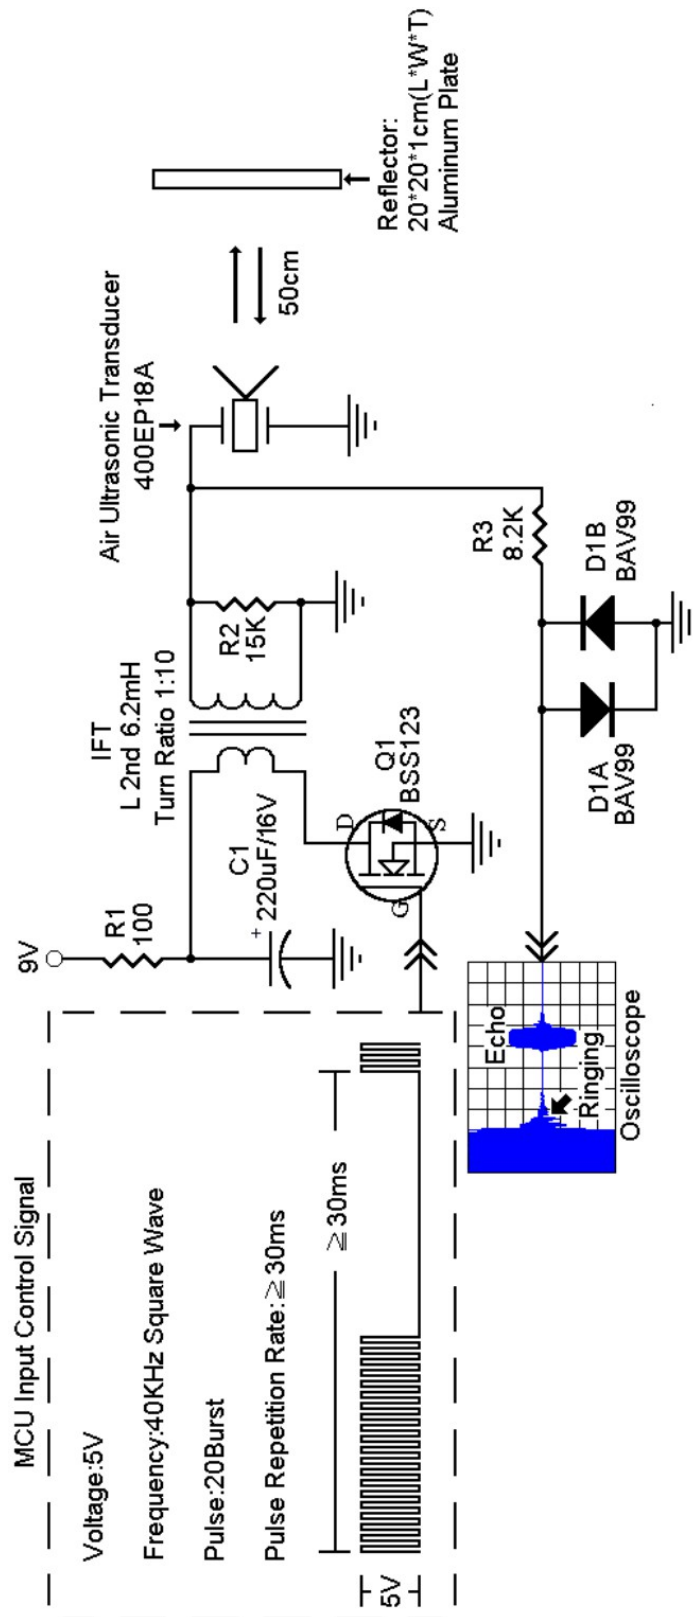 MCU Input Control Signal
Voltage:5V
Frequency:40KHz Square Wave
Pulse:20Burst
Pulse Repetition Rate:≧30ms
≧30ms
5V
9V
R1
100
C1
+
220uF/16V
IFT
L 2nd 6.2mH
Turn Ratio 1:10
R2
15K
Q1
BSS123
D
G
S
Air Ultrasonic Transducer
400EP18A
50cm
Reflector:
20*20*1cm(L*W*T)
Aluminum Plate
R3
8.2K
D1A
BAV99
D1B
BAV99
Echo
Ringing
Oscilloscope